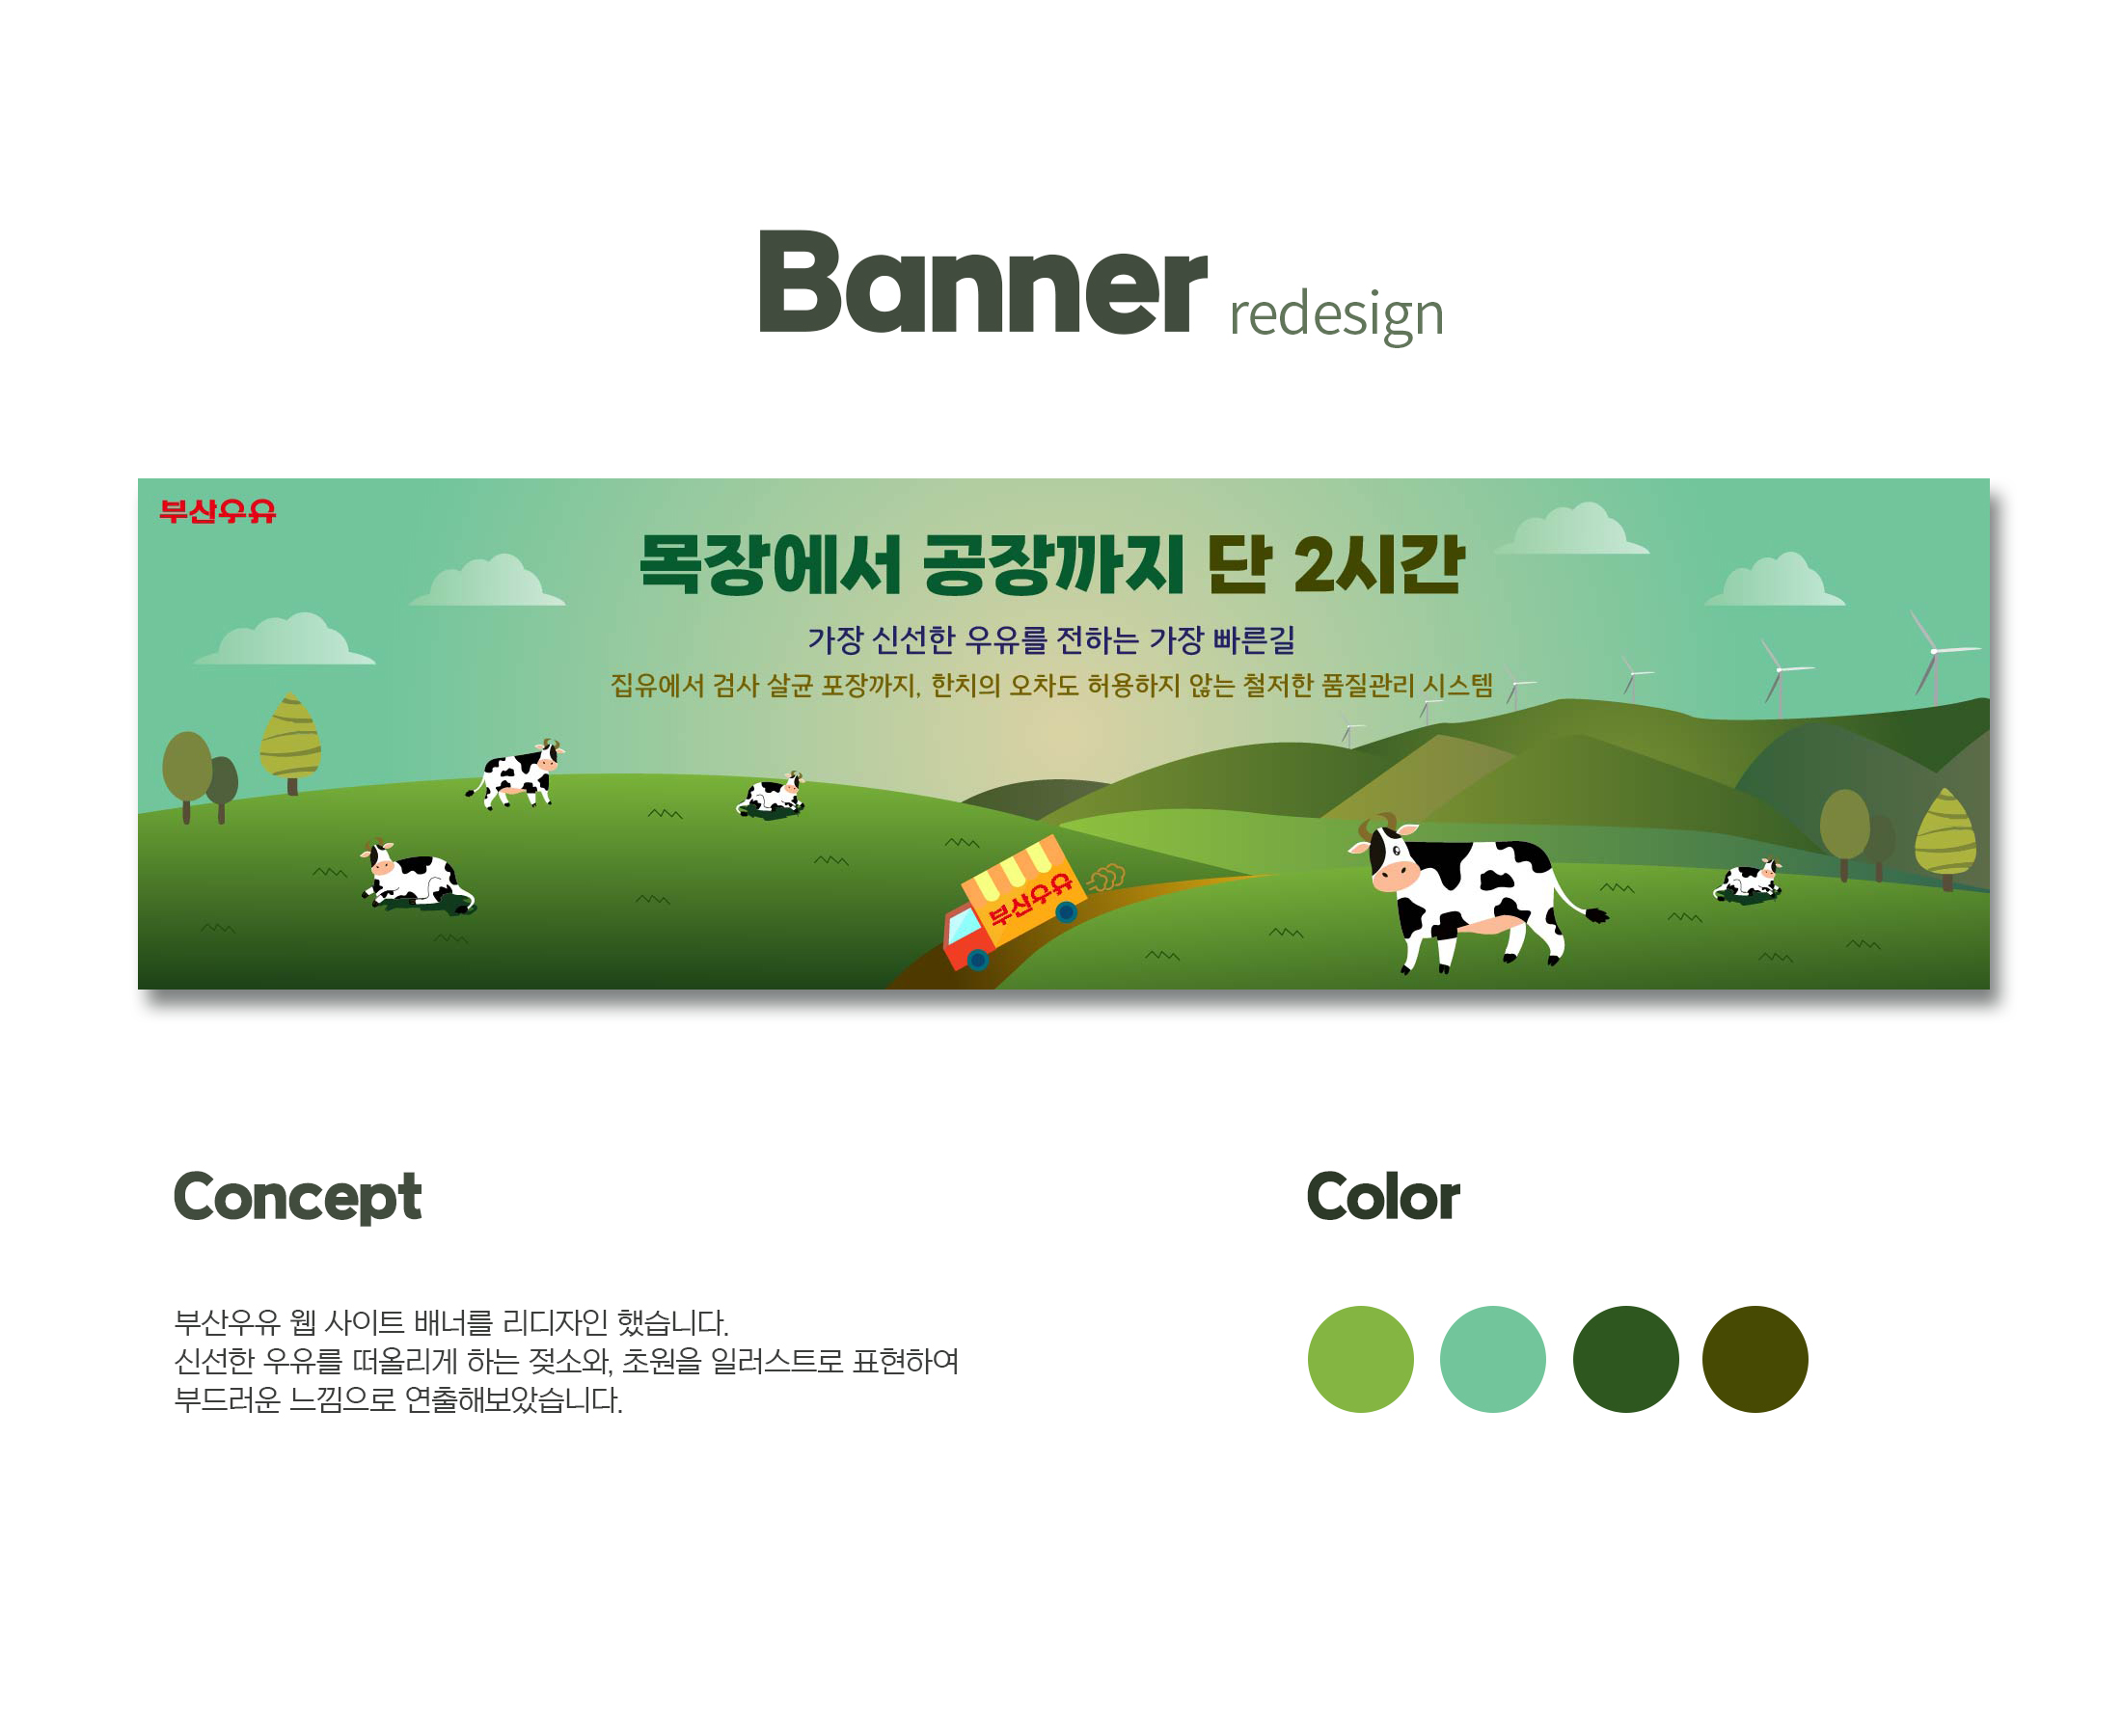 Banner redesign
부산우유
목장에서 공장까지 단 2시간
가장 신선한 우유를 전하는 가장 빠른길
집유에서 검사 살균 포장까지, 한치의 오차도 허용하지 않는 철저한 품질관리 시스템
부산우유
Concept
부산우유 웹 사이트 배너를 리디자인 했습니다.
신선한 우유를 떠올리게 하는 젖소와, 초원을 일러스트로 표현하여
부드러운 느낌으로 연출해보았습니다.
Color